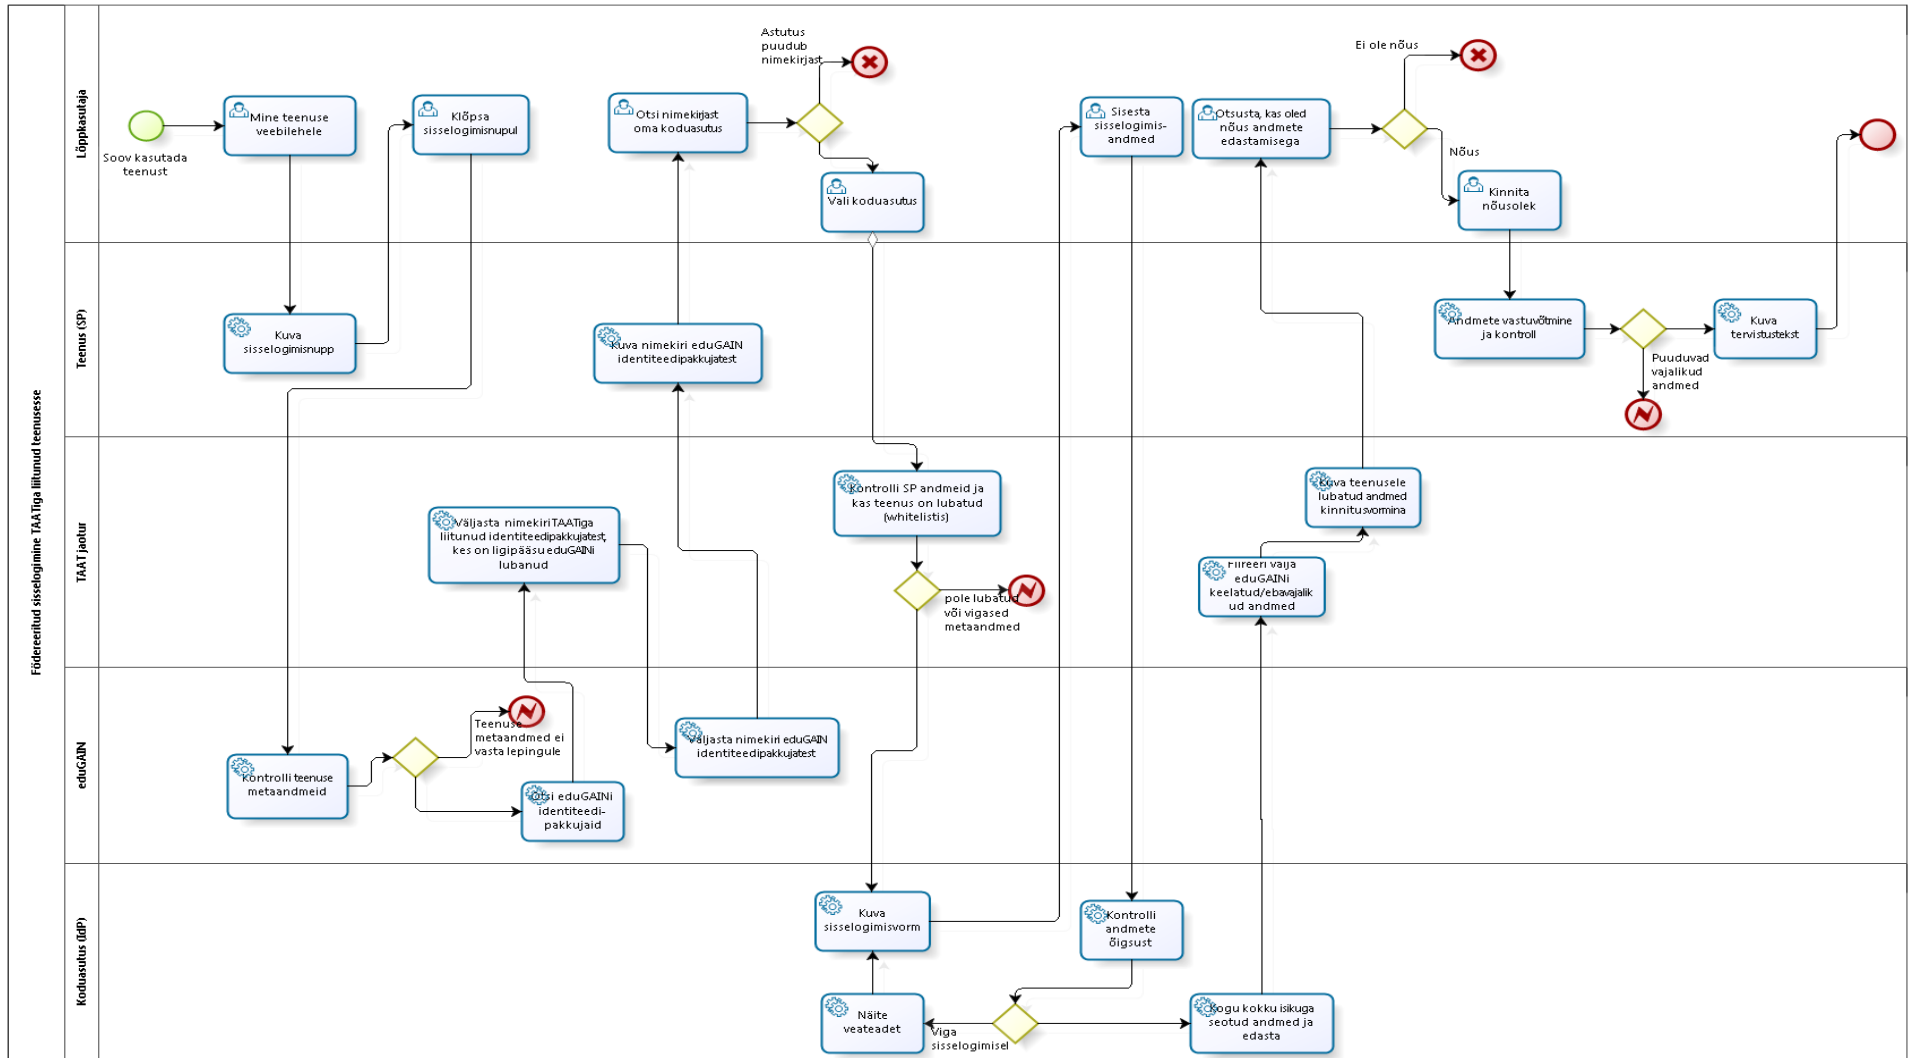 Födereeritud sisselogimine TAATiga liitunud teenusesse
Lõppkasutaja
Soov kasutada
teenust
Mine teenuse
veebilehele
Klõpsa
sisselogimisnupul
Otsi nimekirjast
oma koduasutus
Astutus
puudub
nimekirjast
Vali koduasutus
Sisesta
sisselogimis-
andmed
Otsusta, kas oled
nõus andmete
edastamisega
Ei ole nõus
Nõus
Kinnita
nõusolek
Teenus (SP)
Kuva
sisselogimisnupp
Kuva nimekiri eduGAIN
identiteedipakkujatest
Andmete vastuvõtmine
ja kontroll
Puuduvad
vajalikud
andmed
Kuva
tervistustekst
TAAT jaotur
Väljasta nimekiri TAATiga
liitunud identiteedipakkujatest,
kes on ligipääsu eduGAINi
lubanud
Kontrolli SP andmeid ja
kas teenus on lubatud
(whitelistis)
pole lubatud
või vigased
metaandmed
Kuva teenusele
lubatud andmed
kinnitusvormina
Filreeri välja
eduGAINi
keelatud/ebavajalik
ud andmed
eduGAIN
Kontrolli teenuse
metaandmeid
Teenuse
metaandmed ei
vasta lepingule
Otsi eduGAINi
identiteedi-
pakkujaid
Väljasta nimekiri eduGAIN
identiteedipakkujatest
Koduasutus (IdP)
Kuva
sisselogimisvorm
Näite
veateadet
Viga
sisselogimisel
Kontrolli
andmete
õigsust
Kogu kokku isikuga
seotud andmed ja
edasta